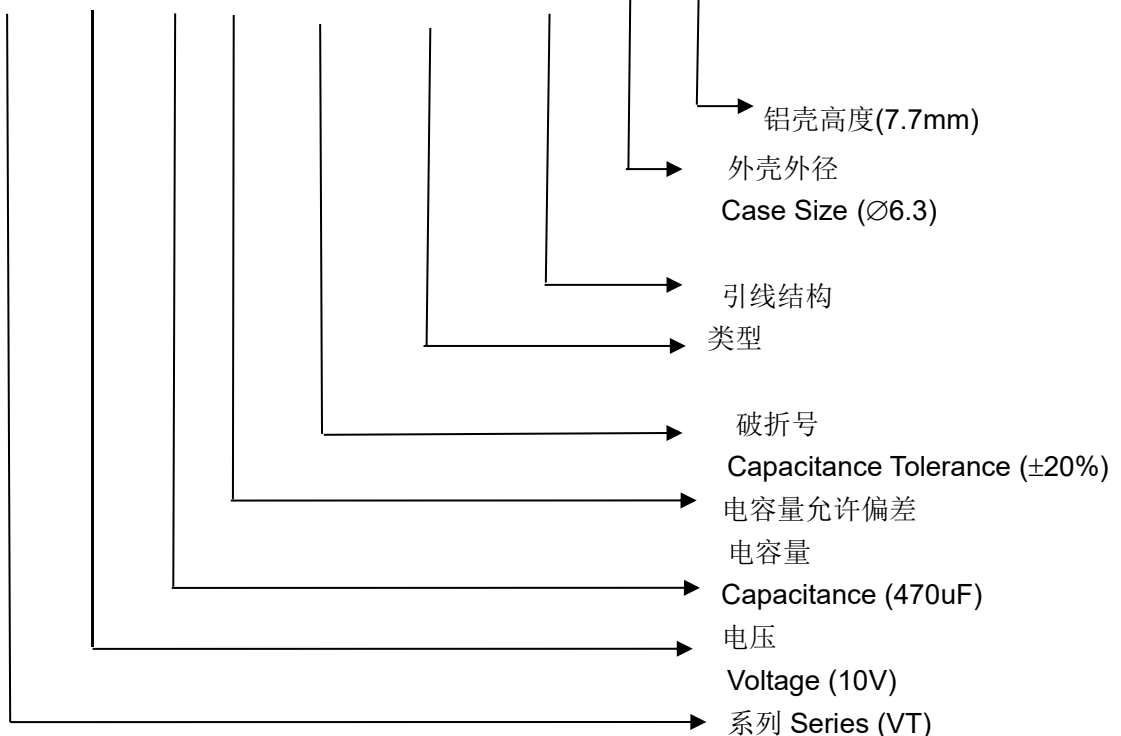 铝壳高度(7.7mm)
外壳外径
Case Size (∅6.3)
引线结构
类型
破折号
Capacitance Tolerance (±20%)
电容量允许偏差
电容量
Capacitance (470uF)
电压
Voltage (10V)
系列 Series (VT)